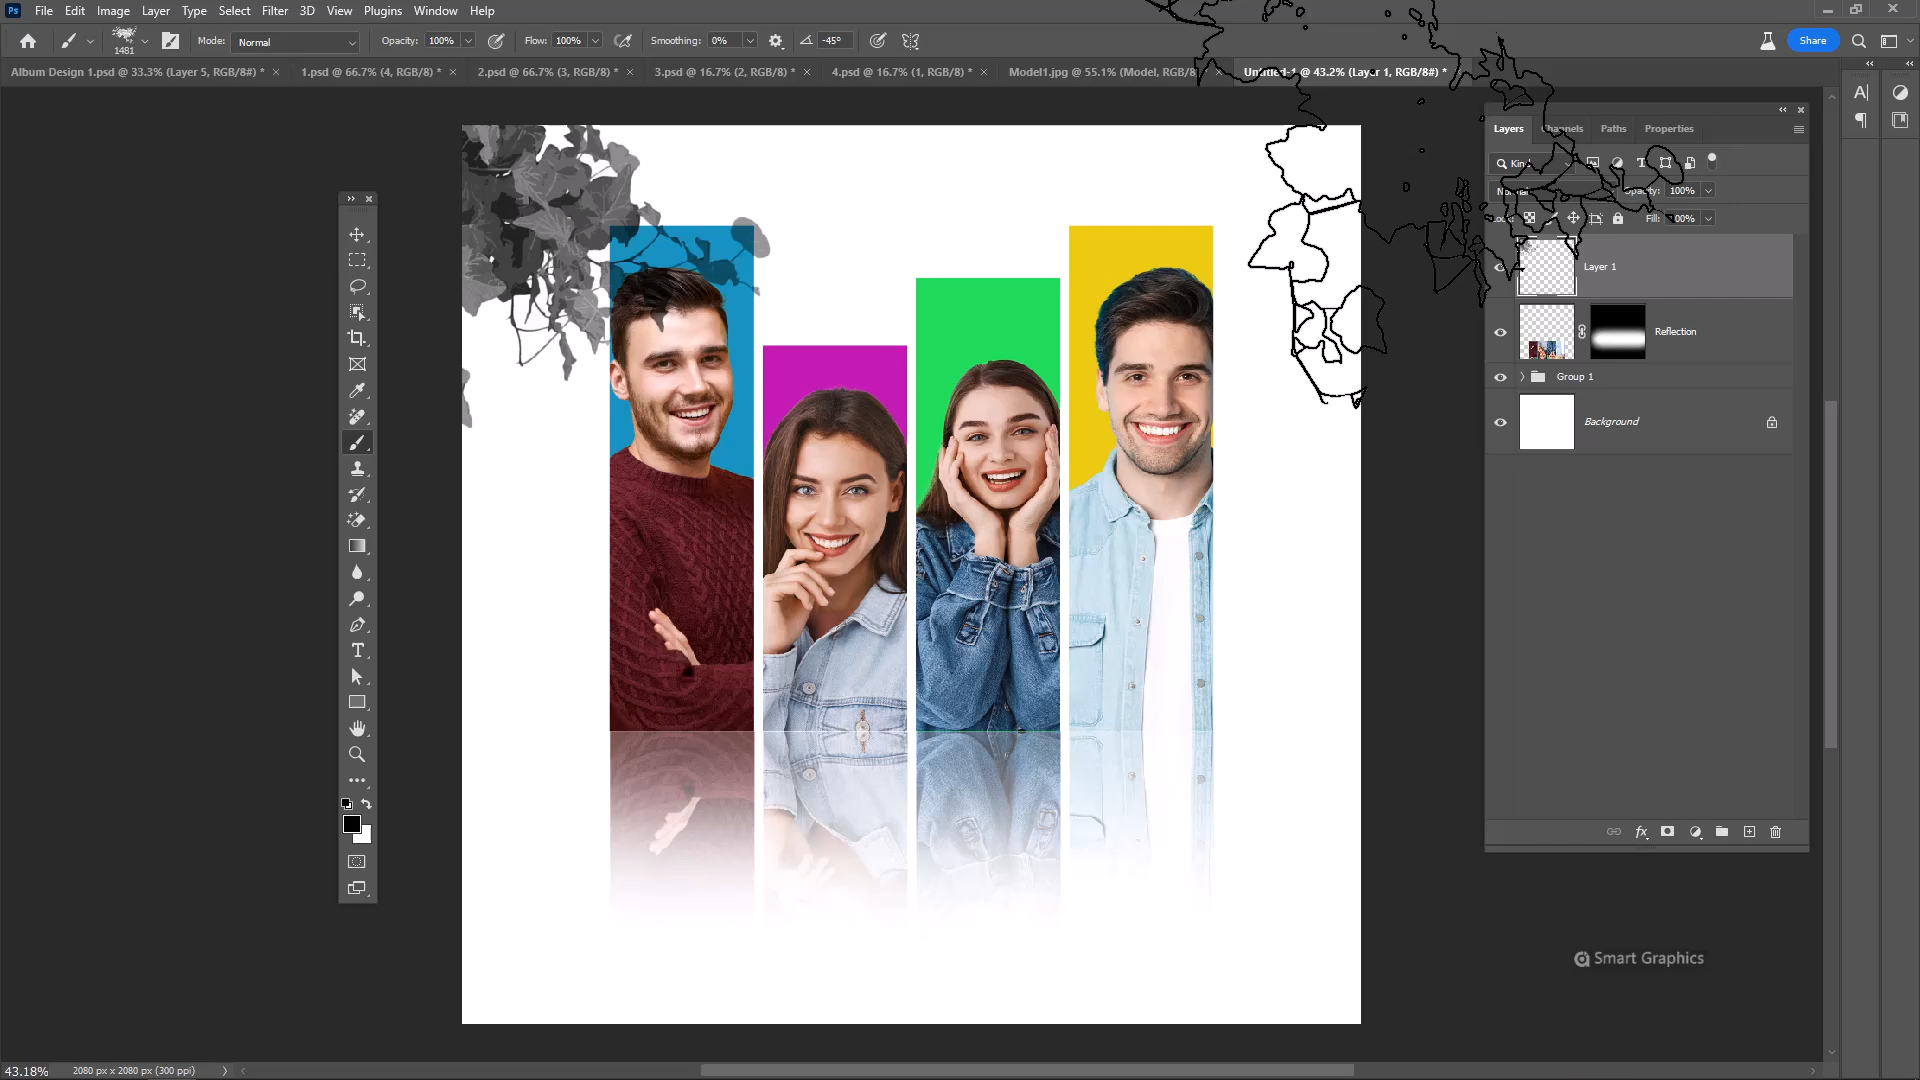 Ps File Edit Image Layer Type Select Filter 3D View Plugins Window Help
1481 Mode: Normal Opacity: 100% Flow: 100% Smoothing: 0% -45° Share
Album Design 1.psd @ 33.3% (Layer 5, RGB/8#) * 1.psd @ 66.7% (4, RGB/8) * 2.psd @ 66.7% (3, RGB/8) * 3.psd @ 16.7% (2, RGB/8) * 4.psd @ 16.7% (1, RGB/8) * Model1.jpg @ 55.1% (Model, RGB/8 Untitled-1 @ 43.2% (Layer 1, RGB/8#) *
Layers Channels Paths Properties
Kind
Normal Opacity: 100%
Lock: Fill: 100%
Layer 1
Reflection
Group 1
Background
Smart Graphics
43.18% 2080 px x 2080 px (300 ppi)